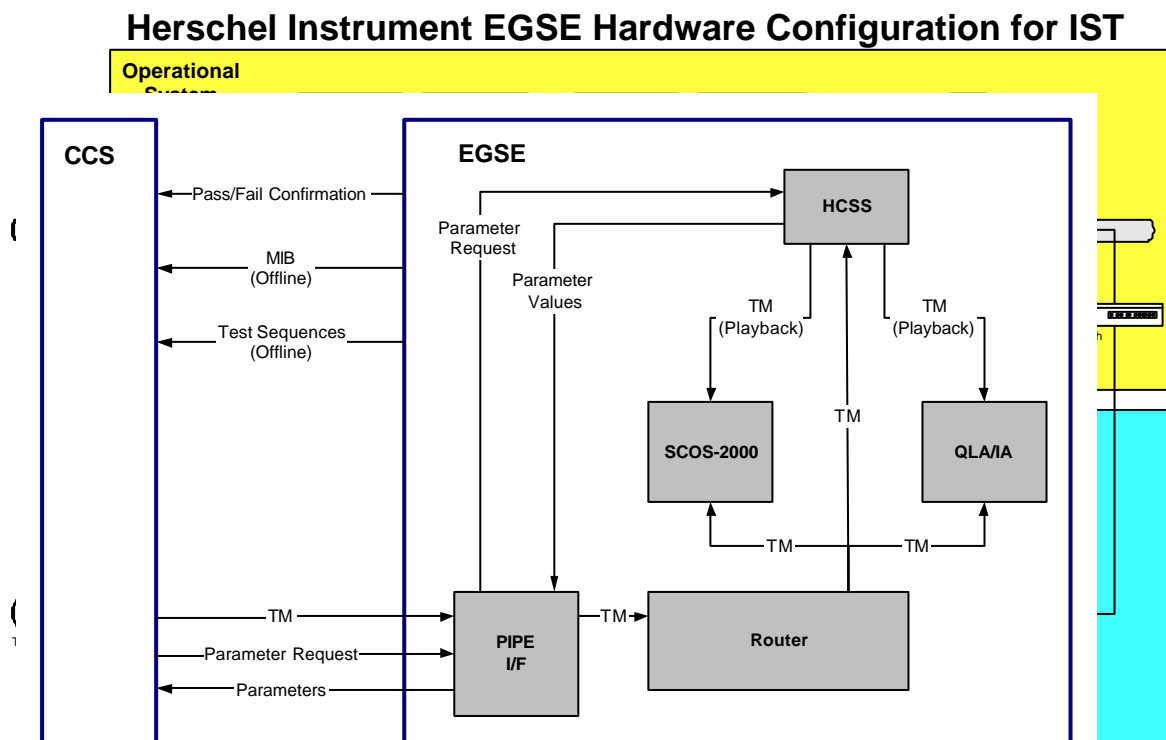 Herschel Instrument EGSE Hardware Configuration for IST
Operational
System
CCS
EGSE
Pass/Fail Confirmation
HCSS
Parameter
Request
MIB
(Offline)
Parameter
Values
TM
(Playback)
TM
(Playback)
Test Sequences
(Offline)
TM
SCOS-2000
QLA/IA
TM
TM
TM
TM
PIPE
I/F
Router
Parameter Request
Parameters